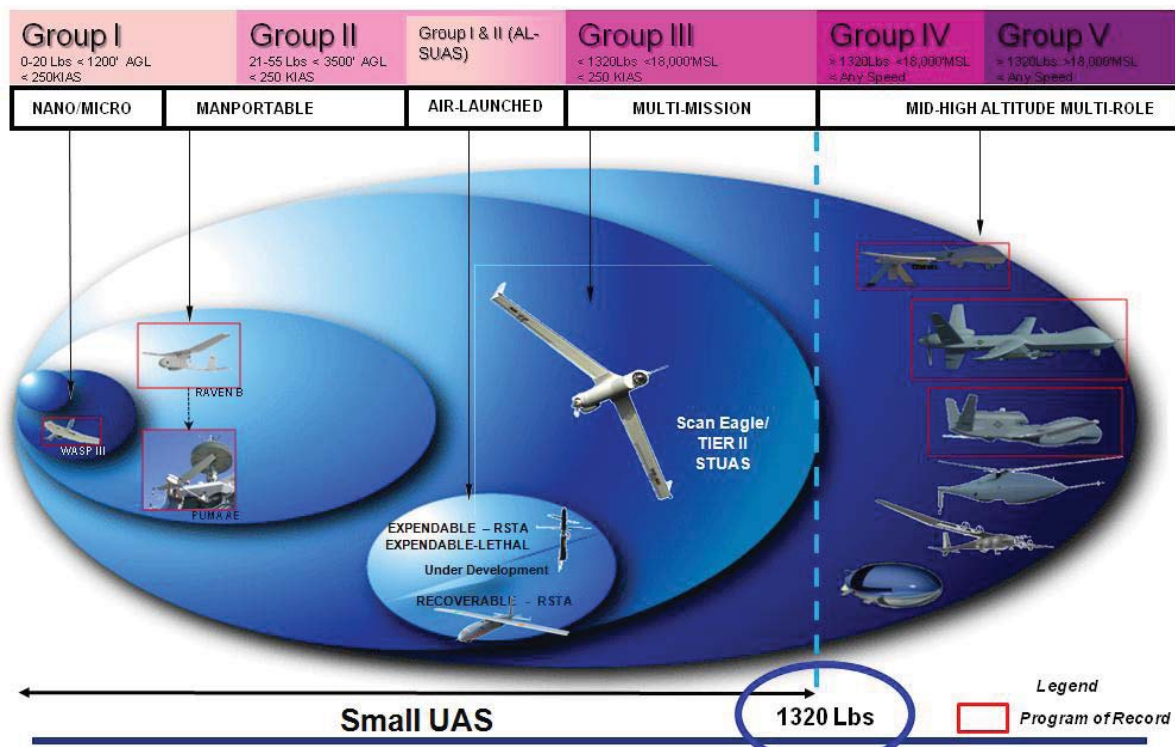 Group I
0-20 Lbs < 1200' AGL
< 250KIAS
Group II
21-55 Lbs < 3500' AGL
< 250 KIAS
Group I & II (AL-
SUAS)
Group III
< 1320Lbs <18,000'MSL
< 250 KIAS
Group IV
> 1320Lbs <18,000'MSL
< Any Speed
Group V
> 1320Lbs >18,000'MSL
< Any Speed
NANO/MICRO
MANPORTABLE
AIR-LAUNCHED
MULTI-MISSION
MID-HIGH ALTITUDE MULTI-ROLE
RAVEN B
WASP III
PUMA AE
Scan Eagle/
TIER II
STUAS
EXPENDABLE – RSTA
EXPENDABLE-LETHAL
Under Development
RECOVERABLE – RSTA
Small UAS
1320 Lbs
Legend
Program of Record